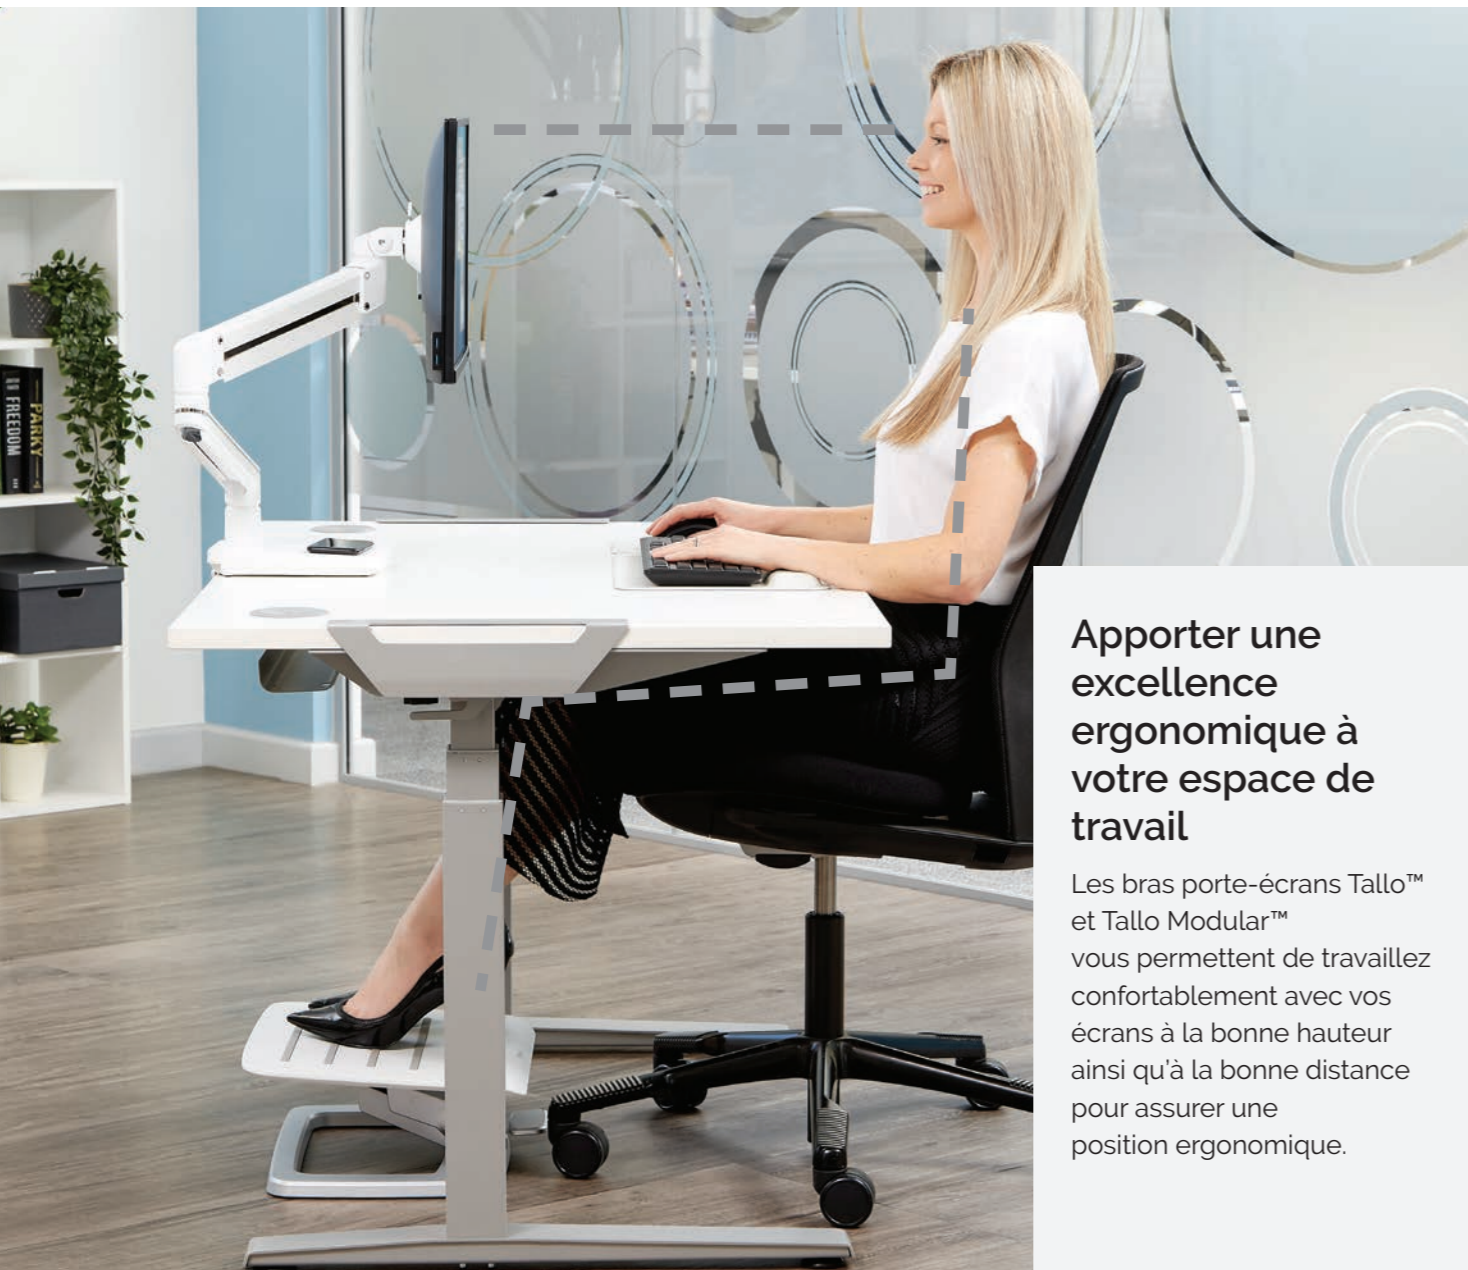 PARKY
FREEDOM
Apporter une
excellence
ergonomique à
votre espace de
travail
Les bras porte-écrans Tallo™
et Tallo Modular™
vous permettent de travaillez
confortablement avec vos
écrans à la bonne hauteur
ainsi qu'à la bonne distance
pour assurer une
position ergonomique.